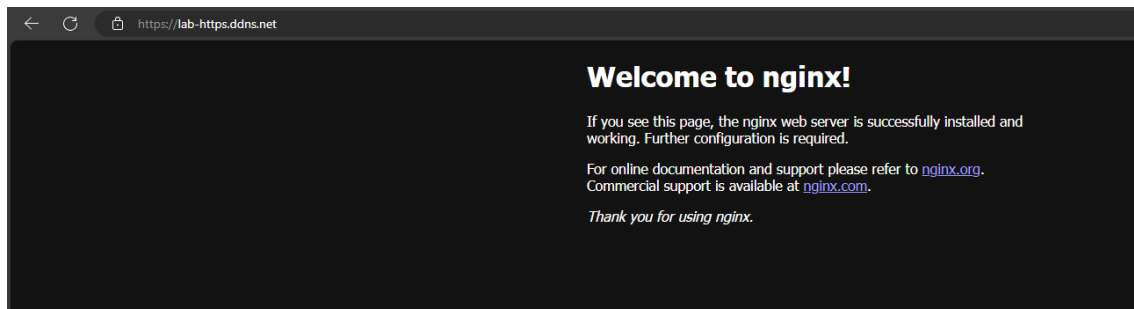 https://lab-https.ddns.net
Welcome to nginx!
If you see this page, the nginx web server is successfully installed and
working. Further configuration is required.
For online documentation and support please refer to nginx.org.
Commercial support is available at nginx.com.
Thank you for using nginx.